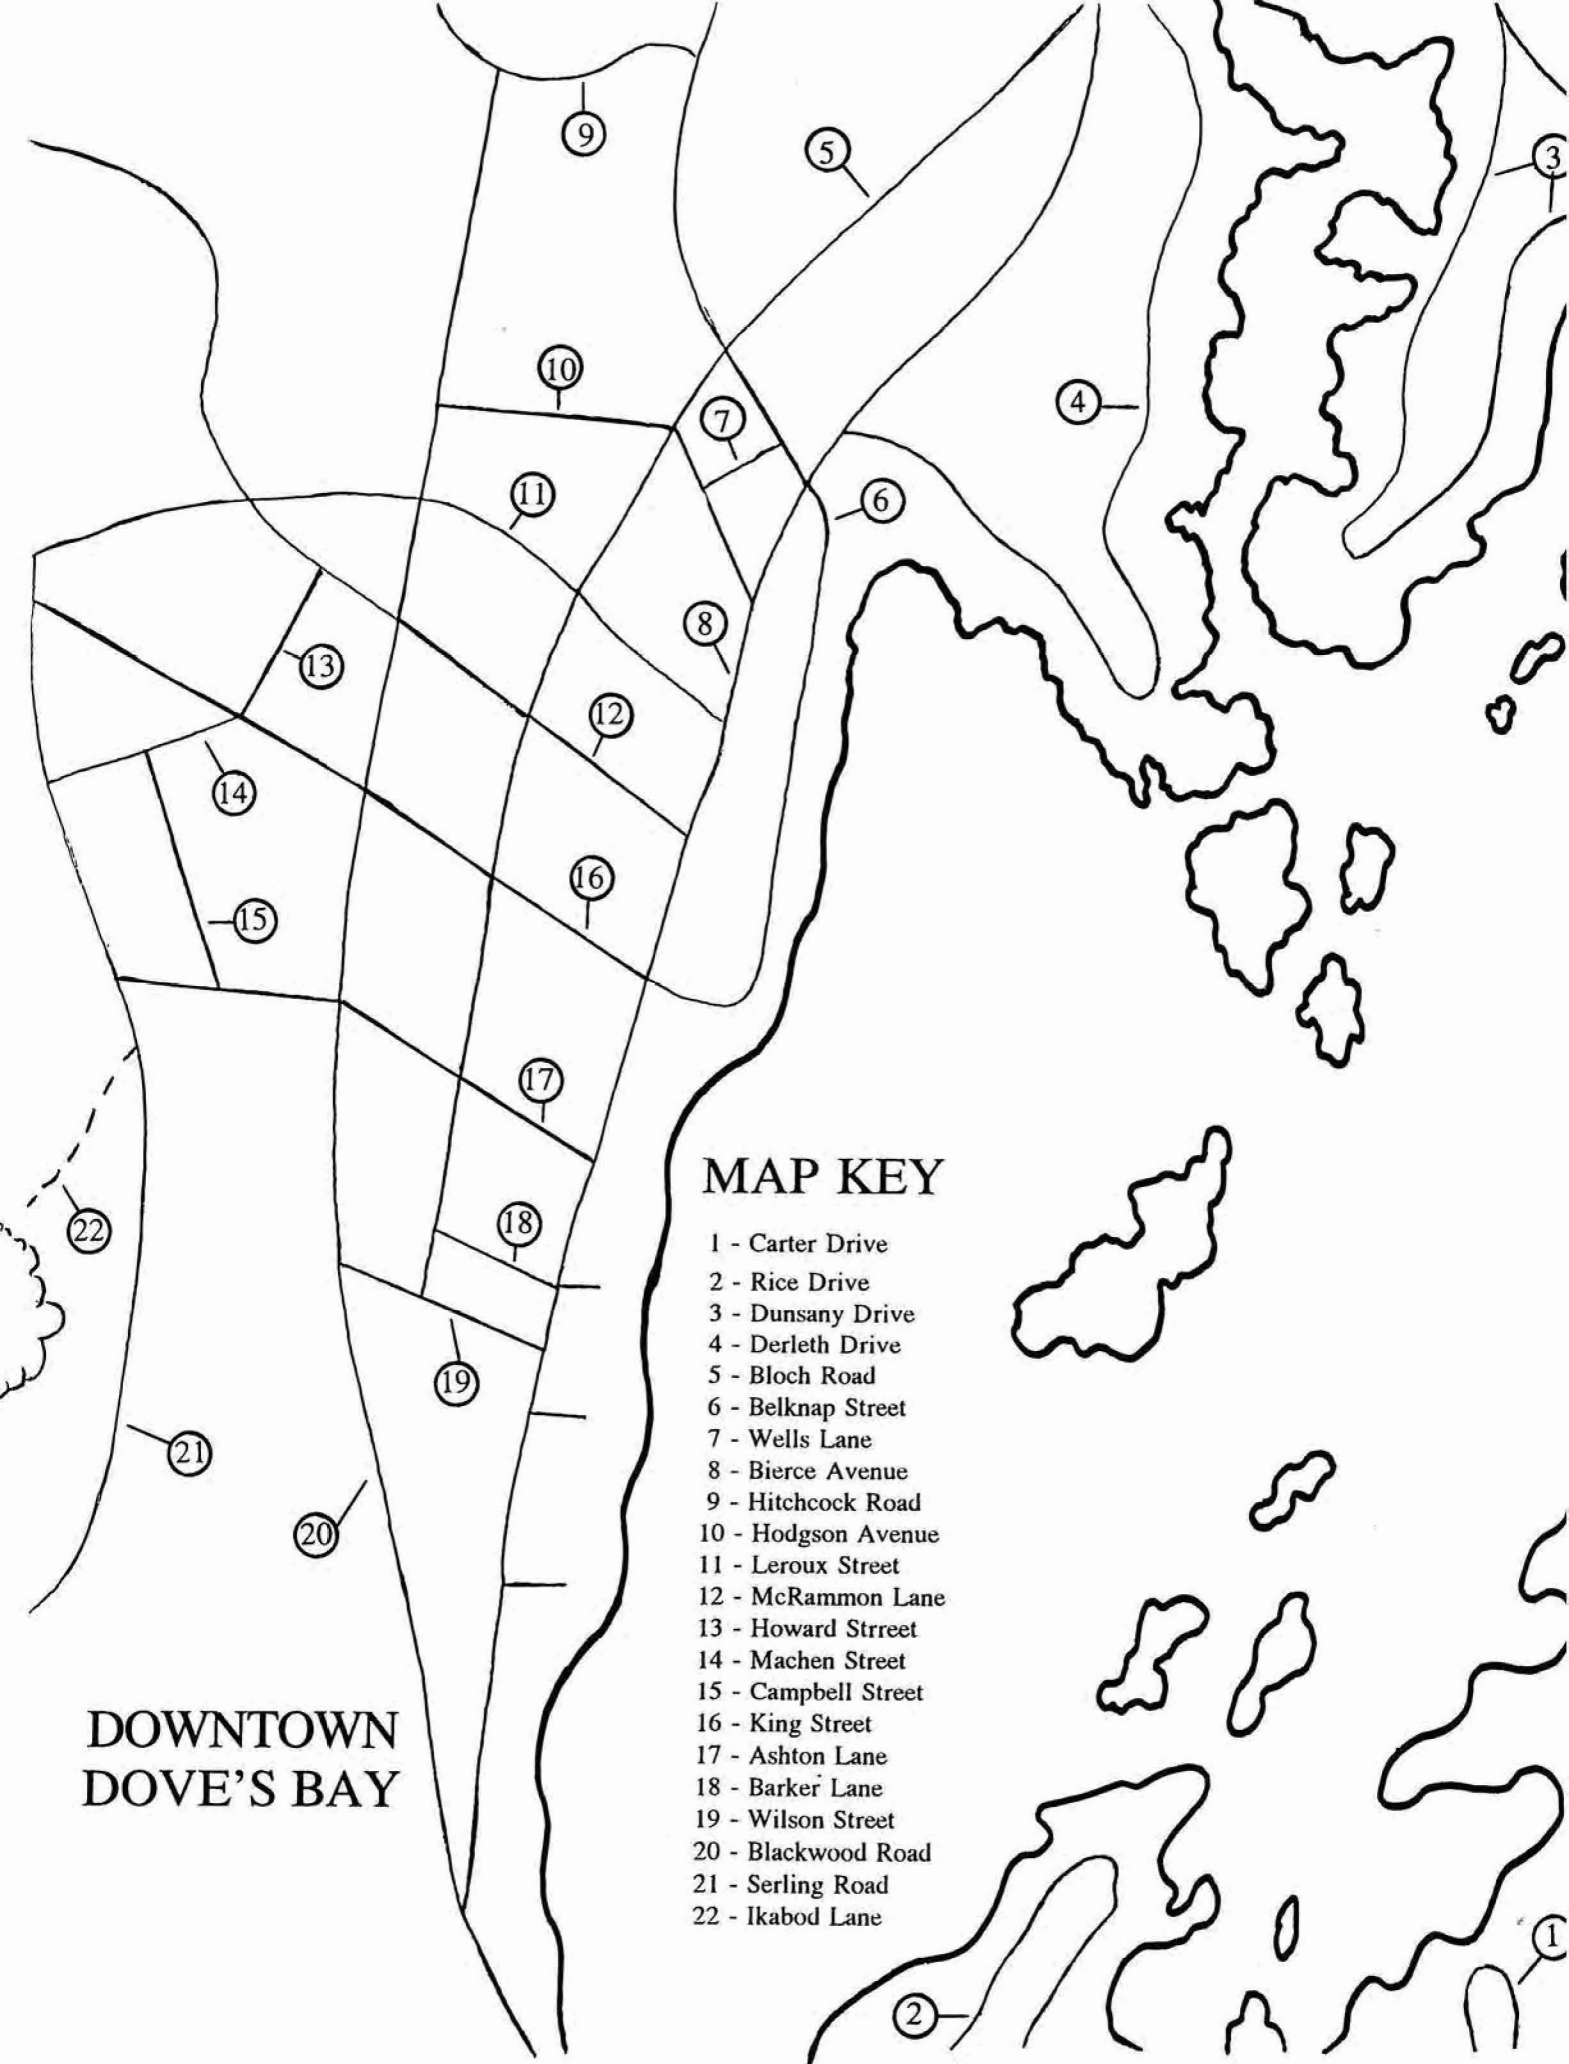 9
5
3
10
7
4
11
6
8
13
12
14
16
15
17
MAP KEY
18
22
1 - Carter Drive
2 - Rice Drive
3 - Dunsany Drive
4 - Derleth Drive
19
5 - Bloch Road
6 - Belknap Street
21
7 - Wells Lane
8 - Bierce Avenue
9 - Hitchcock Road
20
10 - Hodgson Avenue
11 - Leroux Street
12 - McRammon Lane
13 - Howard Strreet
14 - Machen Street
15 - Campbell Street
16 - King Street
17 - Ashton Lane
18 - Barker Lane
19 - Wilson Street
20 - Blackwood Road
21 - Serling Road
22 - Ikabod Lane
DOWNTOWN
DOVE'S BAY
1
2